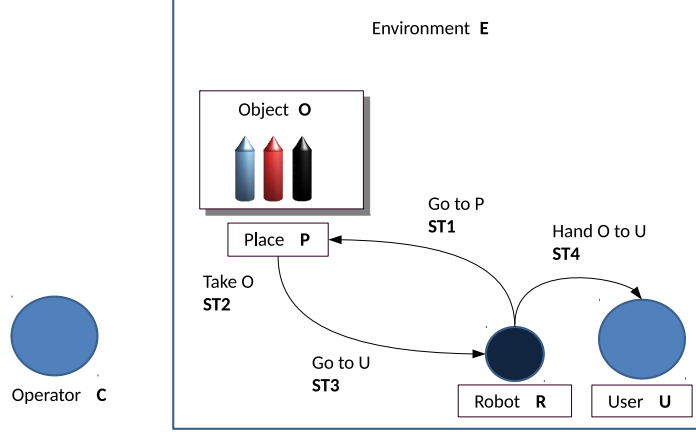 Environment E
Object O
Go to P
ST1
Hand O to U
ST4
Place P
Take O
ST2
Go to U
ST3
Operator C
Robot R
User U